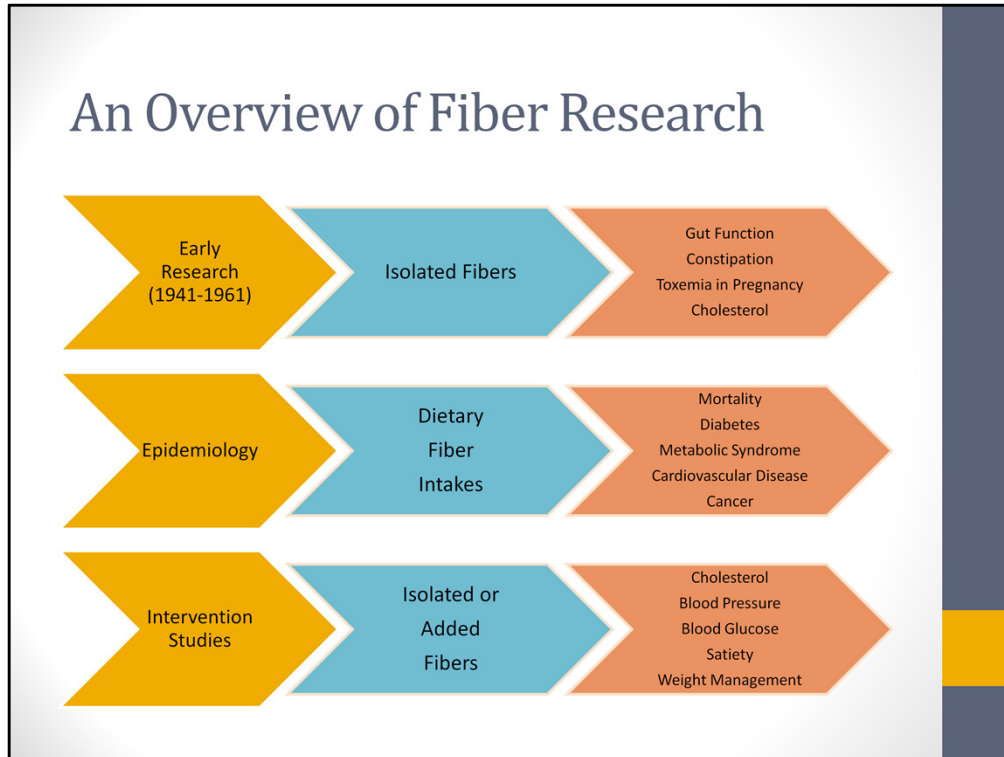 An Overview of Fiber Research
Early
Research
(1941-1961)
Isolated Fibers
Gut Function
Constipation
Toxemia in Pregnancy
Cholesterol
Epidemiology
Dietary
Fiber
Intakes
Mortality
Diabetes
Metabolic Syndrome
Cardiovascular Disease
Cancer
Intervention
Studies
Isolated or
Added
Fibers
Cholesterol
Blood Pressure
Blood Glucose
Satiety
Weight Management